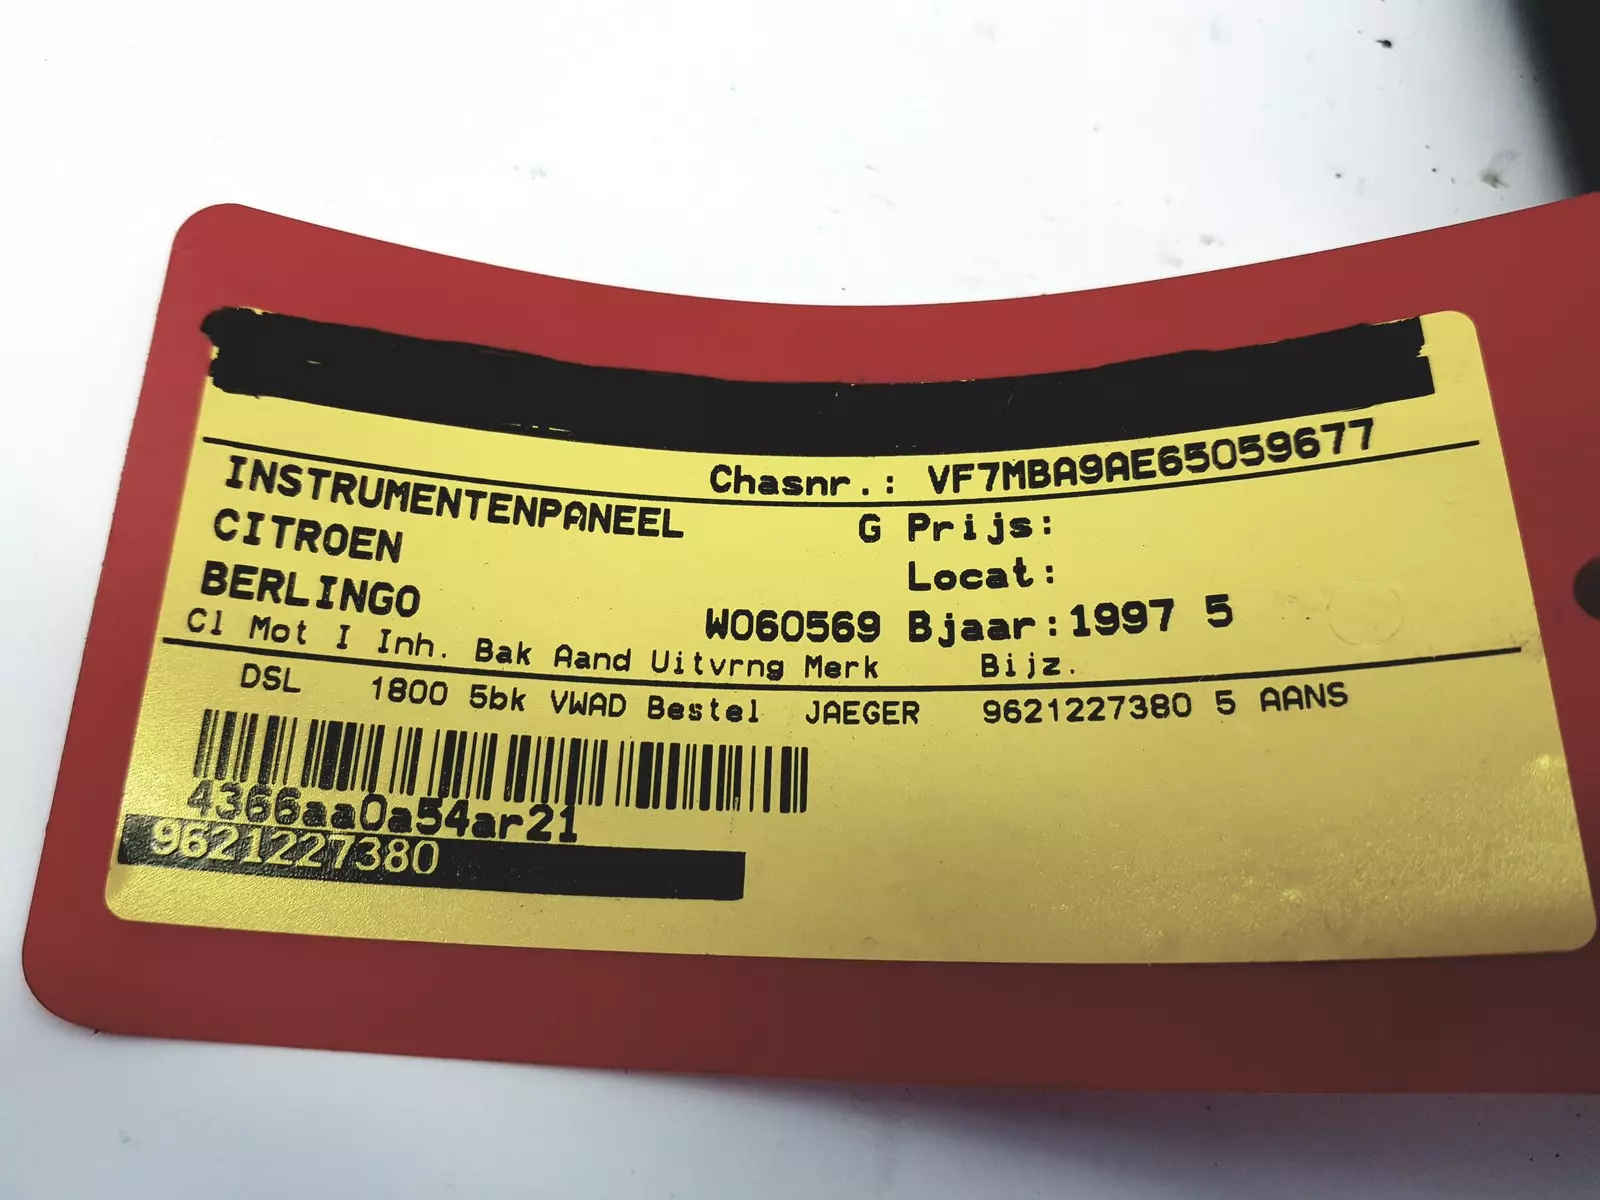 Chasnr.: VF7MBA9AE65059677
INSTRUMENTENPANEEL G Prijs:
CITROEN Locat:
BERLINGO W060569 Bjaar:1997 5
Cl Mot I Inh. Bak Aand Uitvrng Merk Bijz.
DSL 1800 5bk VWAD Bestel JAEGER 9621227380 5 AANS
4366aa0a54ar21
9621227380